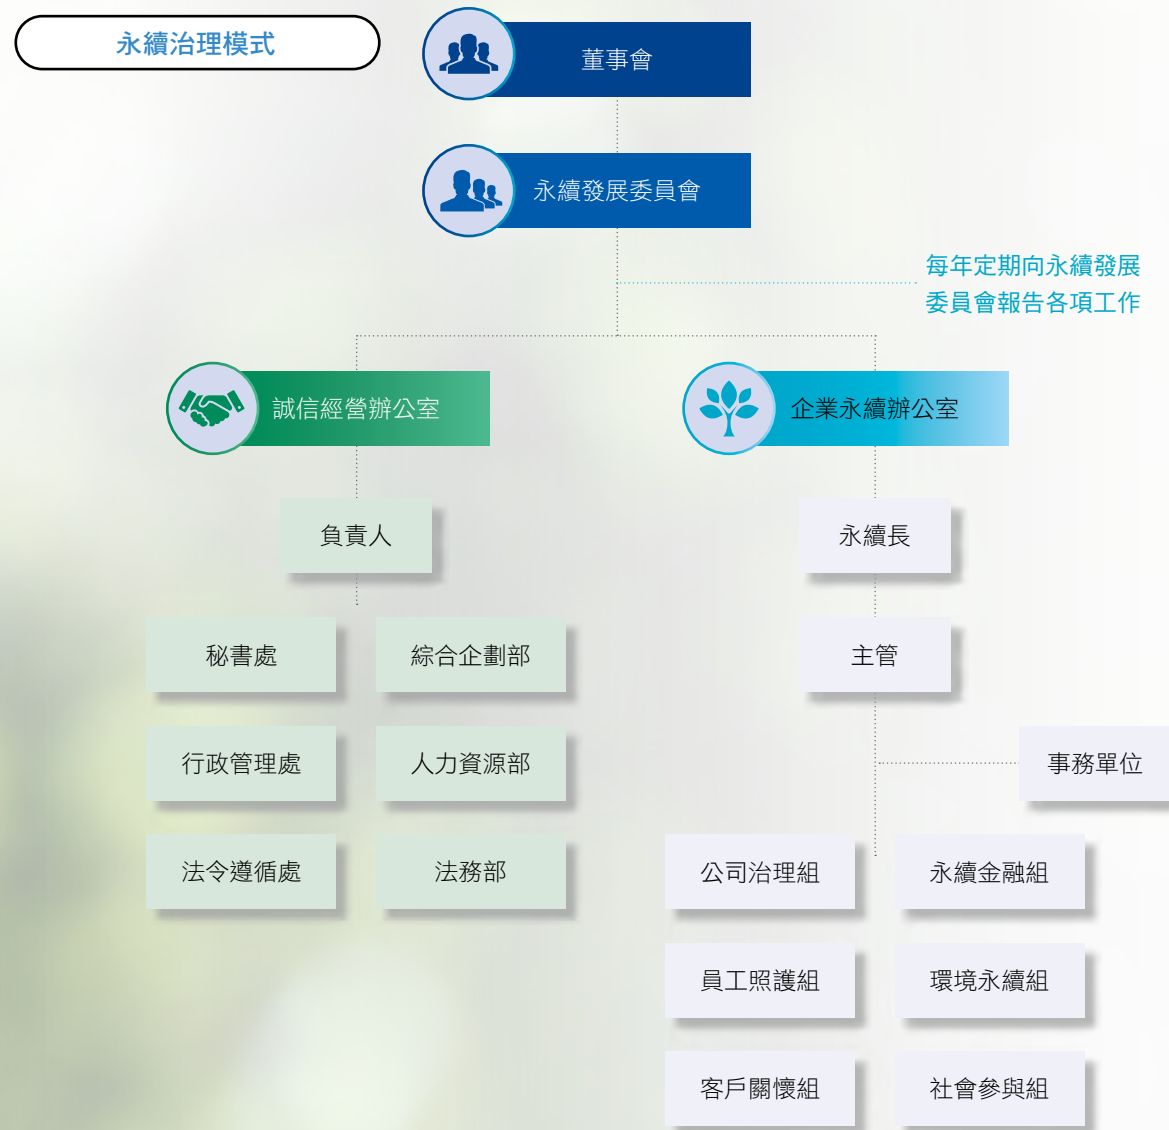 永續治理模式
董事會
永續發展委員會
每年定期向永續發展
委員會報告各項工作
誠信經營辦公室
企業永續辦公室
負責人
永續長
秘書處
綜合企劃部
主管
行政管理處
人力資源部
事務單位
法令遵循處
法務部
公司治理組
永續金融組
員工照護組
環境永續組
客戶關懷組
社會參與組